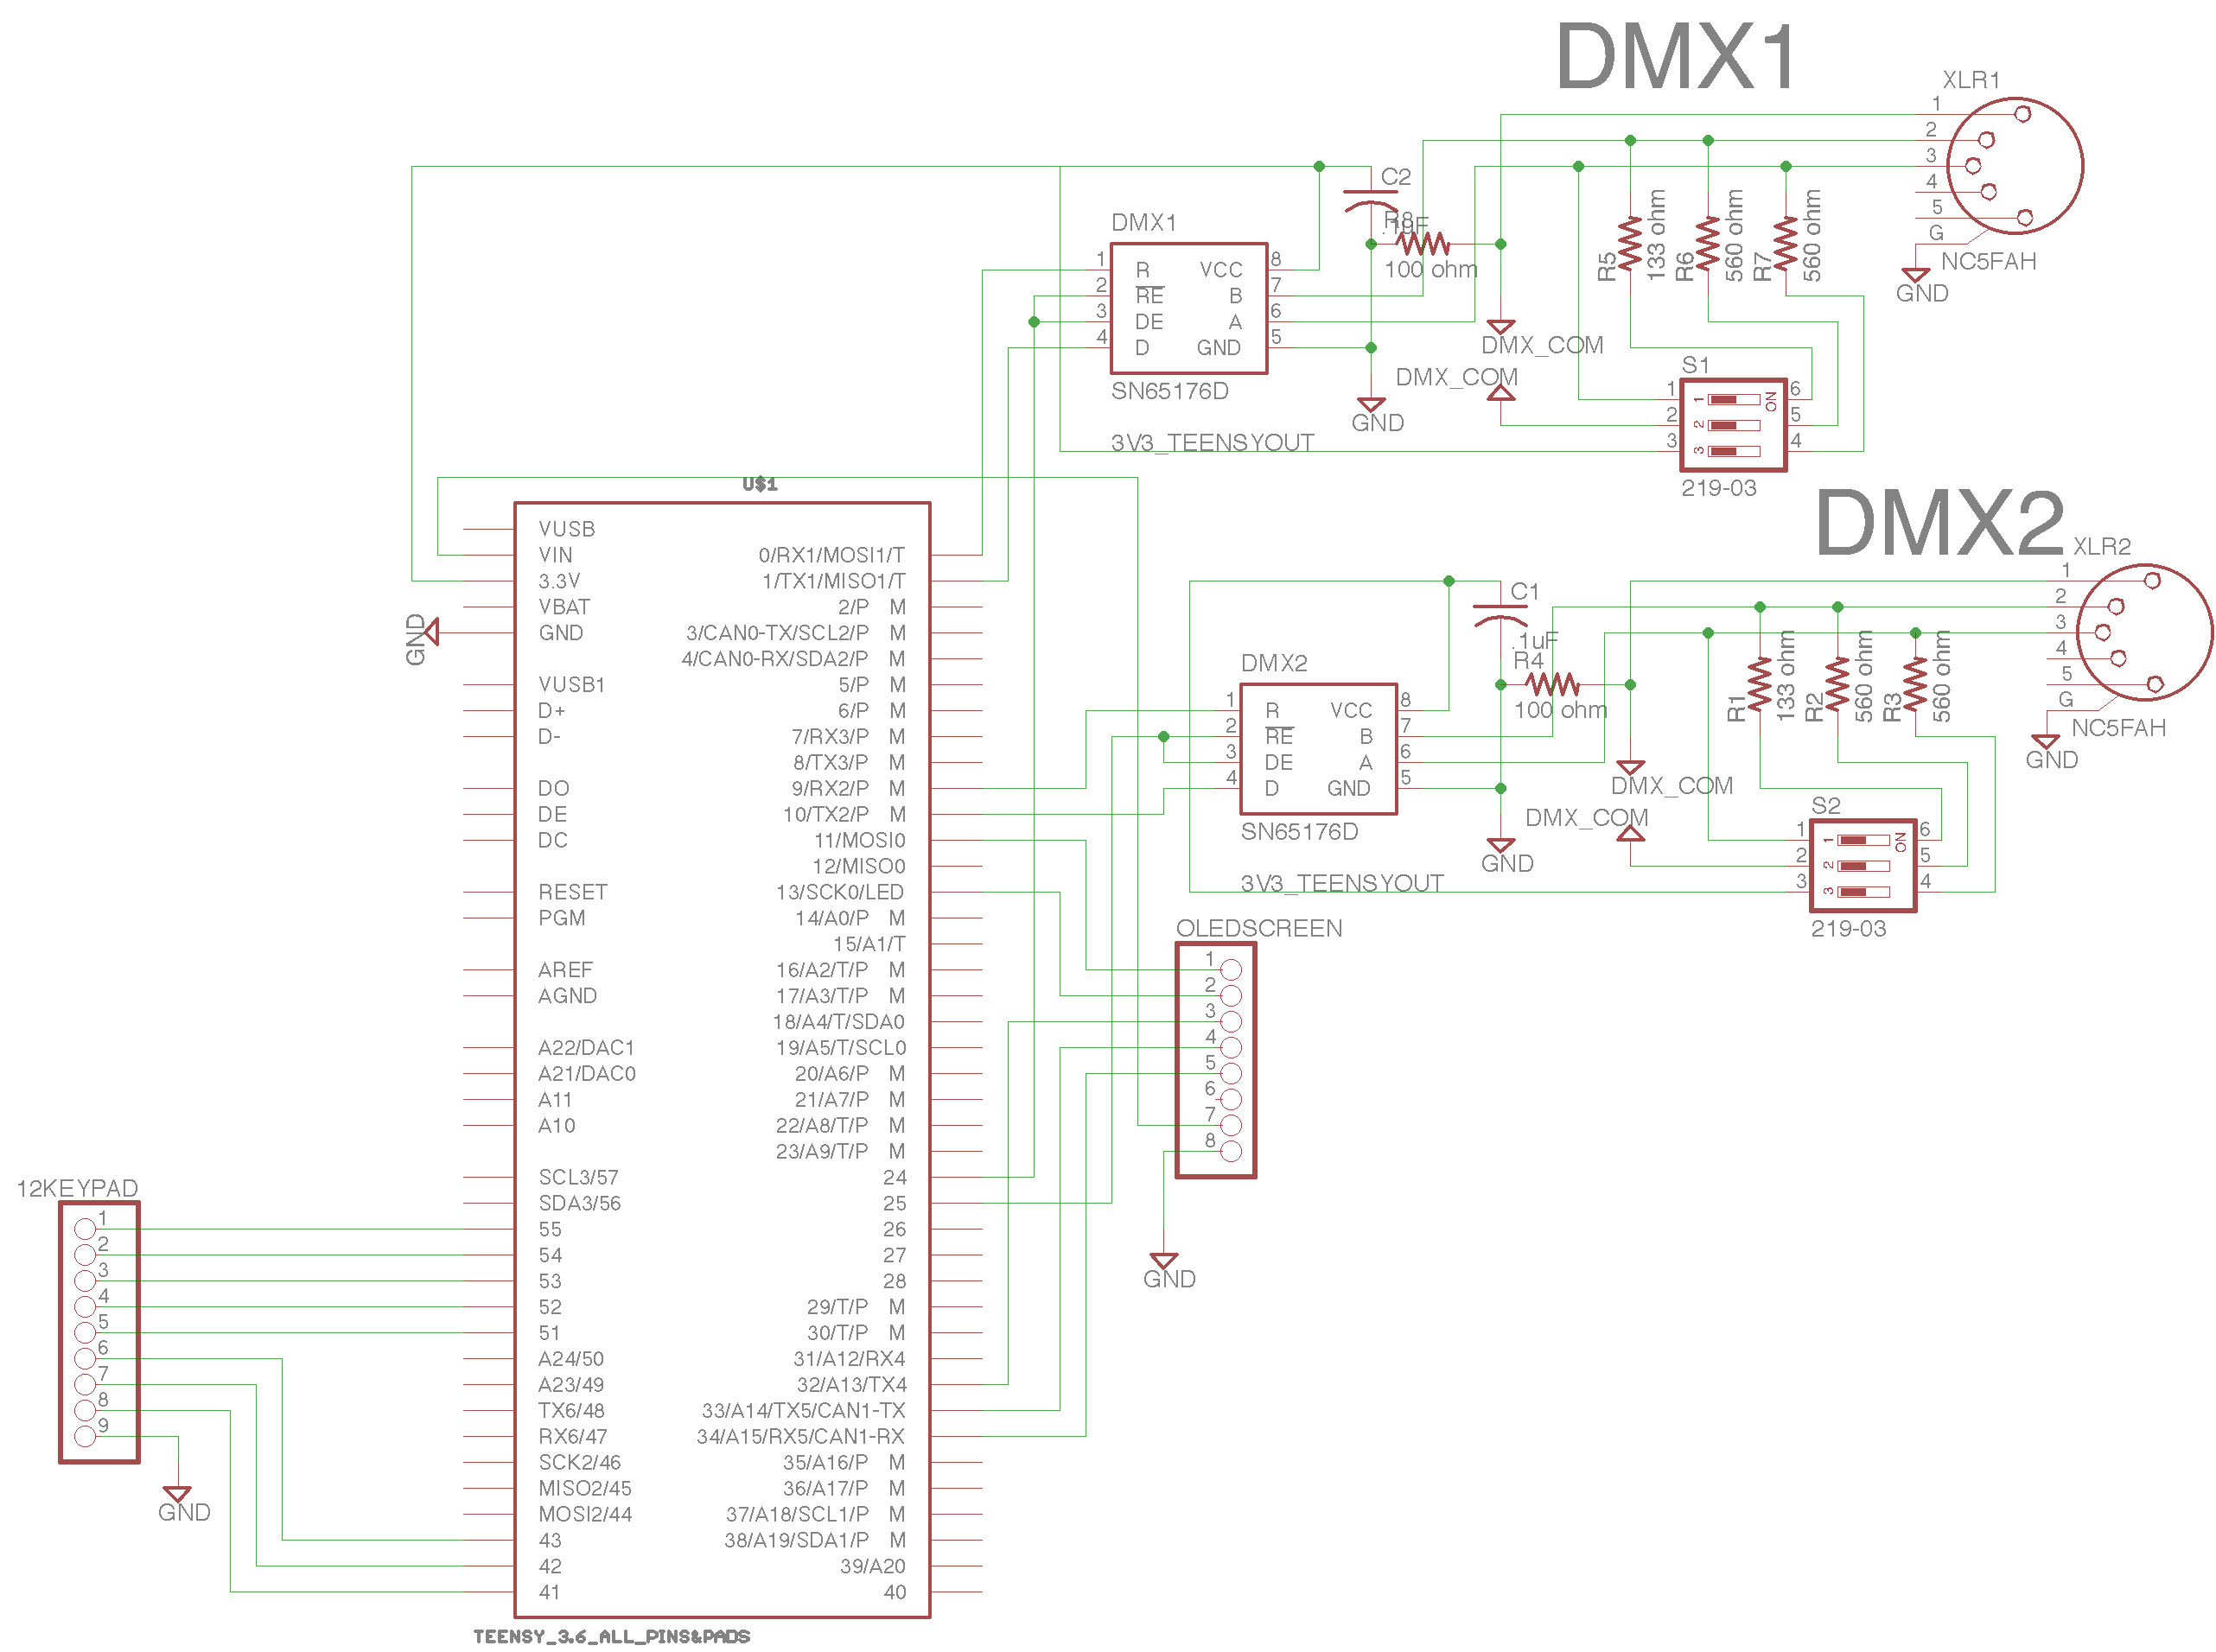 DMX1
XLR1
1
2
3
4
5
G
NC5FAH
GND
C2
.1uF
R8
100 ohm
R5
133 ohm
R6
560 ohm
R7
560 ohm
DMX1
1 R VCC 8
2 RE B 7
3 DE A 6
4 D GND 5
SN65176D
GND
DMX_COM
DMX_COM
3V3_TEENSYOUT
S1
1 1 ON 6
2 2 5
3 3 4
219-03
DMX2
XLR2
1
2
3
4
5
G
NC5FAH
GND
C1
.1uF
R4
100 ohm
R1
133 ohm
R2
560 ohm
R3
560 ohm
DMX2
1 R VCC 8
2 RE B 7
3 DE A 6
4 D GND 5
SN65176D
GND
DMX_COM
DMX_COM
3V3_TEENSYOUT
S2
1 1 ON 6
2 2 5
3 3 4
219-03
U$1
VUSB
VIN 0/RX1/MOSI1/T
3.3V 1/TX1/MISO1/T
VBAT 2/P M
GND GND 3/CAN0-TX/SCL2/P M
4/CAN0-RX/SDA2/P M
VUSB1 5/P M
D+ 6/P M
D- 7/RX3/P M
8/TX3/P M
DO 9/RX2/P M
DE 10/TX2/P M
DC 11/MOSI0
12/MISO0
RESET 13/SCK0/LED
PGM 14/A0/P M
15/A1/T
AREF 16/A2/T/P M
AGND 17/A3/T/P M
18/A4/T/SDA0
A22/DAC1 19/A5/T/SCL0
A21/DAC0 20/A6/P M
A11 21/A7/P M
A10 22/A8/T/P M
23/A9/T/P M
SCL3/57 24
SDA3/56 25
55 26
54 27
53 28
52 29/T/P M
51 30/T/P M
A24/50 31/A12/RX4
A23/49 32/A13/TX4
TX6/48 33/A14/TX5/CAN1-TX
RX6/47 34/A15/RX5/CAN1-RX
SCK2/46 35/A16/P M
MISO2/45 36/A17/P M
MOSI2/44 37/A18/SCL1/P M
43 38/A19/SDA1/P M
42 39/A20
41 40
TEENSY_3.6_ALL_PINS&PADS
OLEDSCREEN
1
2
3
4
5
6
7
8
GND
12KEYPAD
1
2
3
4
5
6
7
8
9
GND